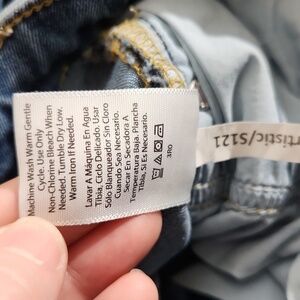 Machine Wash Warm Gentle
Cycle. Use Only
Non-Chlorine Bleach When
Needed. Tumble Dry Low.
Warm Iron If Needed.
Lavar A Máquina En Agua
Tibia, Ciclo Delicado. Usar
Sólo Blanqueador Sin Cloro
Cuando Sea Necesario.
Secar En Secadora A
Temperatura Baja. Plancha
Tibia, Si Es Necesario.
3RO
tistic/S121